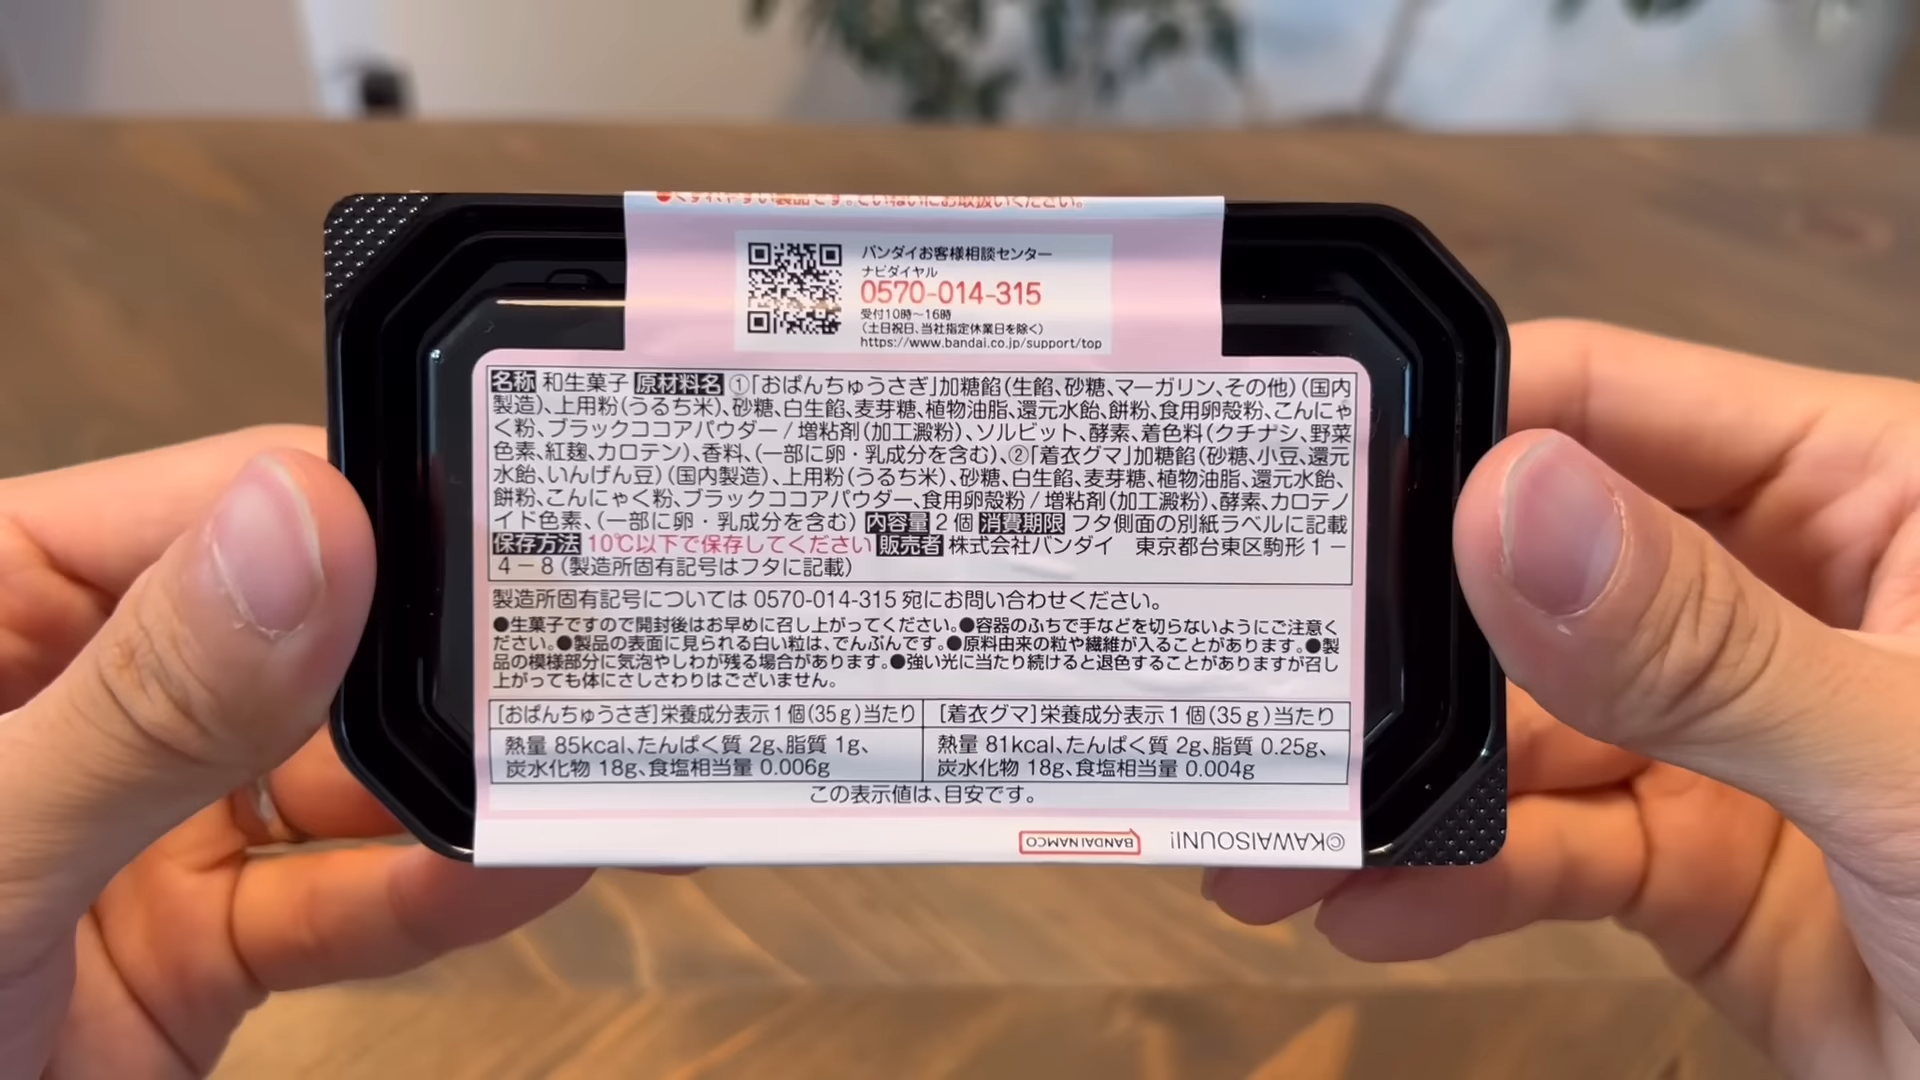 ●くずれやすい製品です。ていねいにお取扱いください。
バンダイお客様相談センター
ナビダイヤル
0570-014-315
受付10時～16時
(土日祝日、当社指定休業日を除く)
https://www.bandai.co.jp/support/top
名称 和生菓子 原材料名 ①「おぱんちゅうさぎ」加糖餡(生餡、砂糖、マーガリン、その他)(国内
製造)、上用粉(うるち米)、砂糖、白生餡、麦芽糖、植物油脂、還元水飴、餅粉、食用卵殻粉、こんにゃ
く粉、ブラックココアパウダー / 増粘剤(加工澱粉)、ソルビット、酵素、着色料(クチナシ、野菜
色素、紅麹、カロテン)、香料、(一部に卵・乳成分を含む)、②「着衣グマ」加糖餡(砂糖、小豆、還元
水飴、いんげん豆)(国内製造)、上用粉(うるち米)、砂糖、白生餡、麦芽糖、植物油脂、還元水飴、
餅粉、こんにゃく粉、ブラックココアパウダー、食用卵殻粉 / 増粘剤(加工澱粉)、酵素、カロテノ
イド色素、(一部に卵・乳成分を含む) 内容量 2個 消費期限 フタ側面の別紙ラベルに記載
保存方法 10℃以下で保存してください 販売者 株式会社バンダイ 東京都台東区駒形1－
4－8(製造所固有記号はフタに記載)
製造所固有記号については 0570-014-315 宛にお問い合わせください。
●生菓子ですので開封後はお早めに召し上がってください。●容器のふちで手などを切らないようにご注意く
ださい。●製品の表面に見られる白い粒は、でんぷんです。●原料由来の粒や繊維が入ることがあります。●製
品の模様部分に気泡やしわが残る場合があります。●強い光に当たり続けると退色することがありますが召し
上がっても体にさしさわりはございません。
[おぱんちゅうさぎ]栄養成分表示1個(35g)当たり
熱量 85kcal、たんぱく質 2g、脂質 1g、
炭水化物 18g、食塩相当量 0.006g
[着衣グマ]栄養成分表示1個(35g)当たり
熱量 81kcal、たんぱく質 2g、脂質 0.25g、
炭水化物 18g、食塩相当量 0.004g
この表示値は、目安です。
©KAWAISOUNI!
BANDAI NAMCO